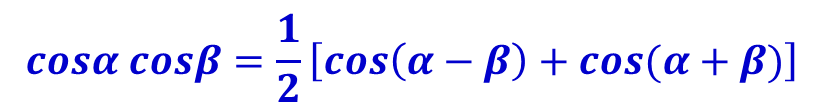 cosα cosβ = 1/2 [cos(α − β) + cos(α + β)]